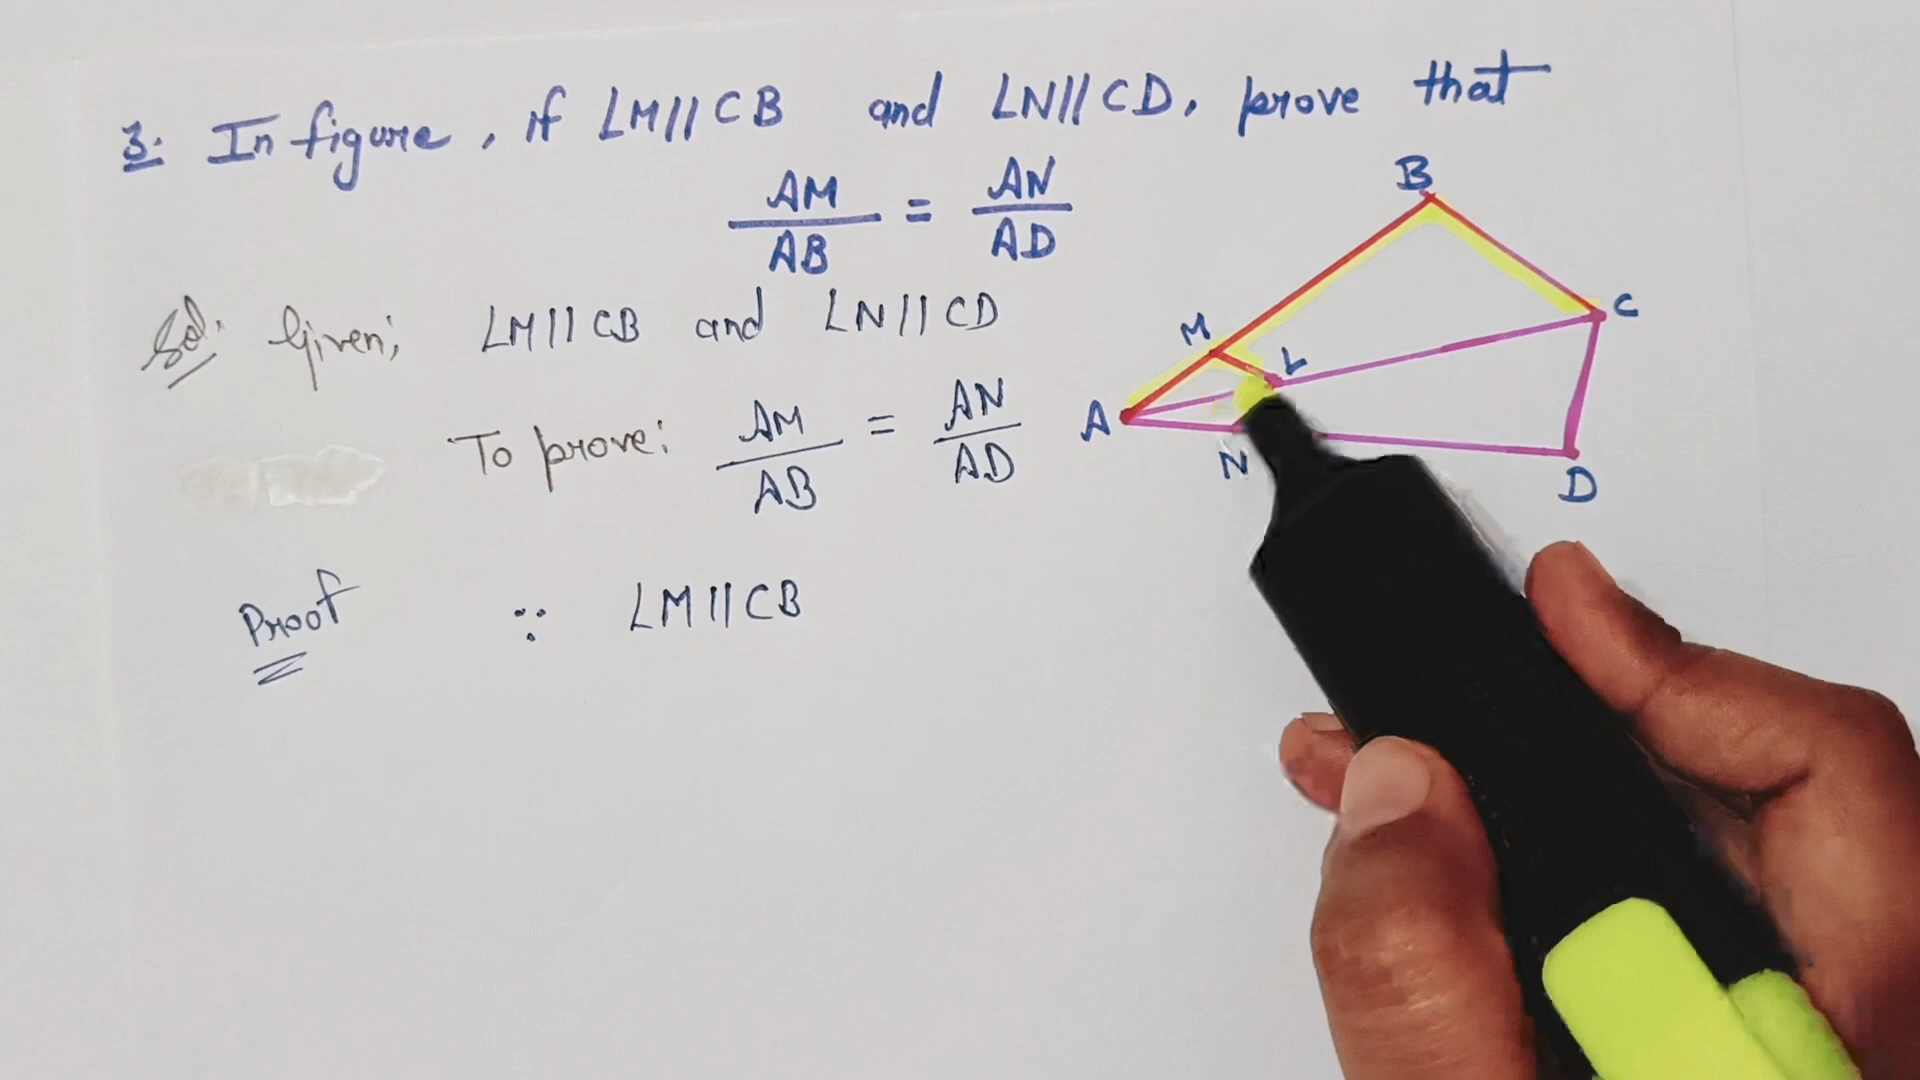 3. In figure, if LM||CB and LN||CD, prove that
AM/AB = AN/AD
Sol. Given; LM||CB and LN||CD
To prove: AM/AB = AN/AD
Proof ∵ LM||CB
B
C
M
L
A
N
D